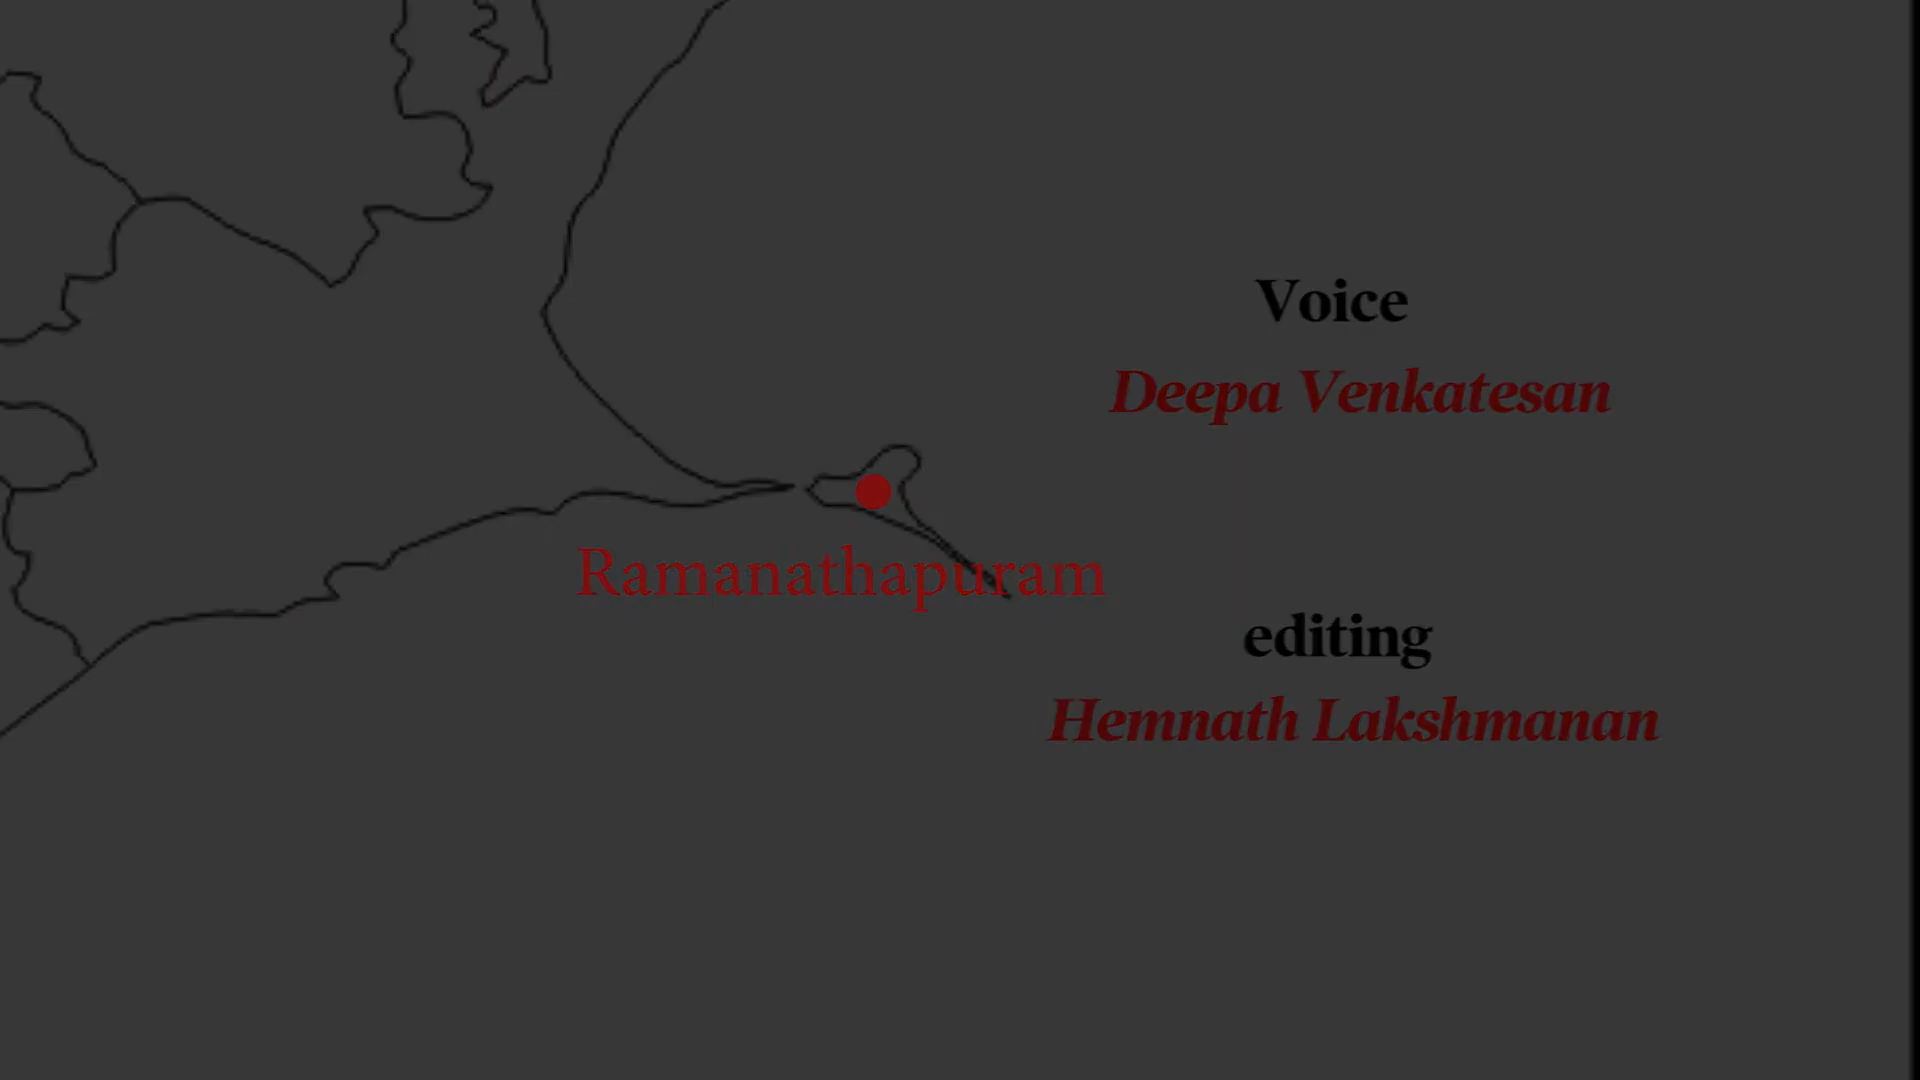 Voice
Deepa Venkatesan
Ramanathapuram
editing
Hemnath Lakshmanan